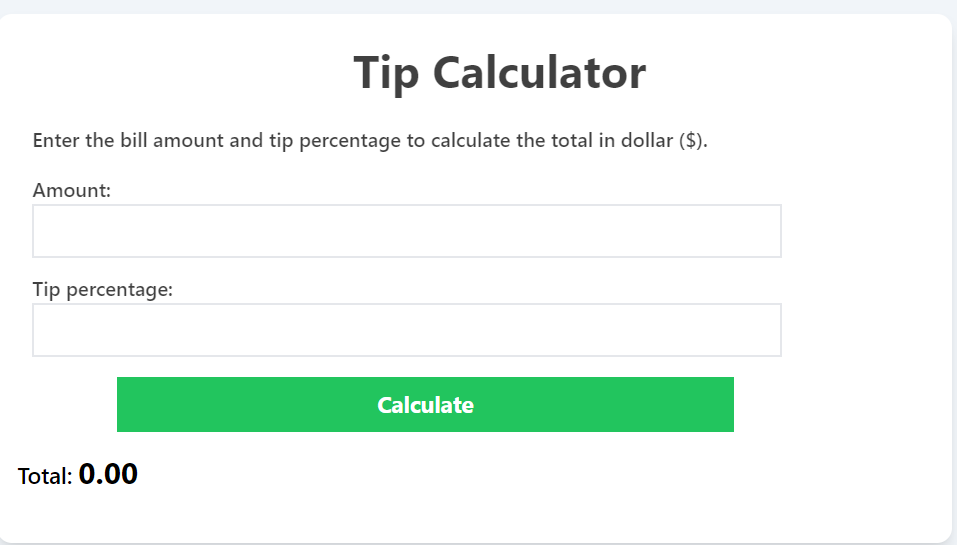 Tip Calculator
Enter the bill amount and tip percentage to calculate the total in dollar ($).
Amount:
Tip percentage:
Calculate
Total: 0.00